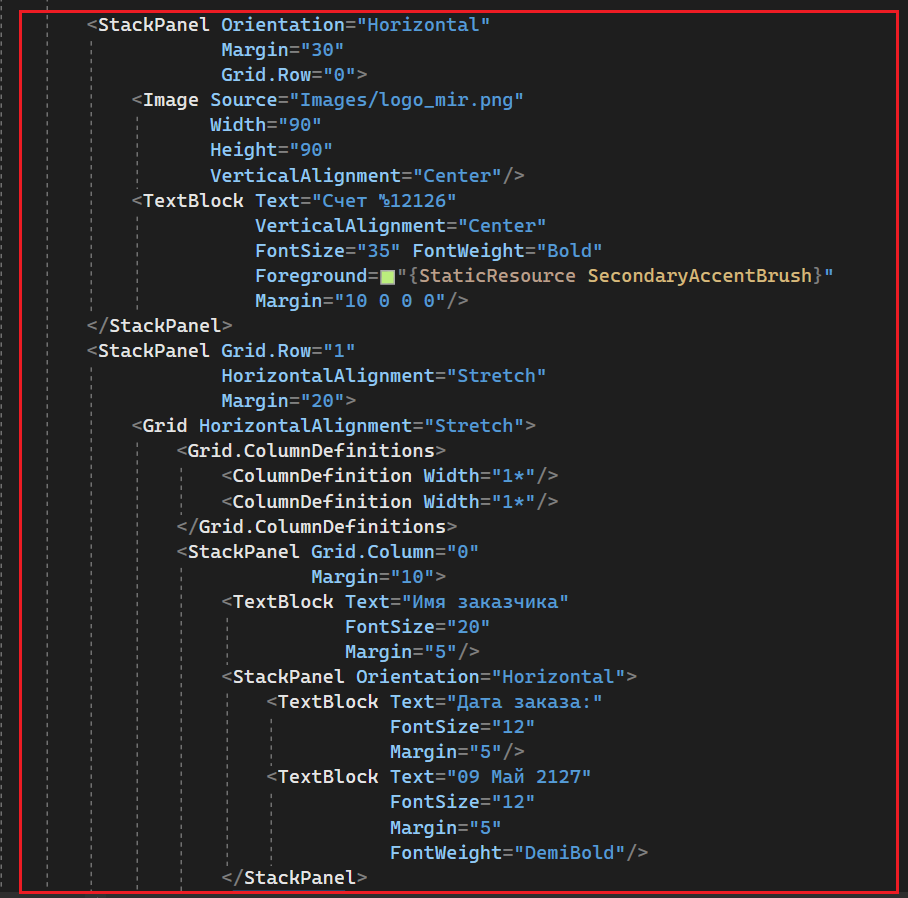 <StackPanel Orientation="Horizontal"
Margin="30"
Grid.Row="0">
<Image Source="Images/logo_mir.png"
Width="90"
Height="90"
VerticalAlignment="Center"/>
<TextBlock Text="Счет №12126"
VerticalAlignment="Center"
FontSize="35" FontWeight="Bold"
Foreground="{StaticResource SecondaryAccentBrush}"
Margin="10 0 0 0"/>
</StackPanel>
<StackPanel Grid.Row="1"
HorizontalAlignment="Stretch"
Margin="20">
<Grid HorizontalAlignment="Stretch">
<Grid.ColumnDefinitions>
<ColumnDefinition Width="1*"/>
<ColumnDefinition Width="1*"/>
</Grid.ColumnDefinitions>
<StackPanel Grid.Column="0"
Margin="10">
<TextBlock Text="Имя заказчика"
FontSize="20"
Margin="5"/>
<StackPanel Orientation="Horizontal">
<TextBlock Text="Дата заказа:"
FontSize="12"
Margin="5"/>
<TextBlock Text="09 Май 2127"
FontSize="12"
Margin="5"
FontWeight="DemiBold"/>
</StackPanel>